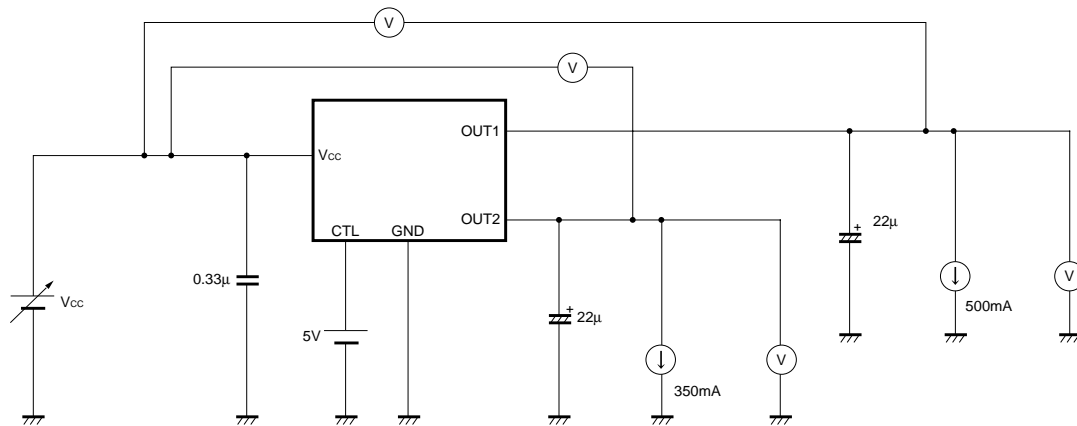 V
V
OUT1
VCC
OUT2
22μ
CTL
GND
0.33μ
VCC
V
500mA
22μ
5V
V
350mA